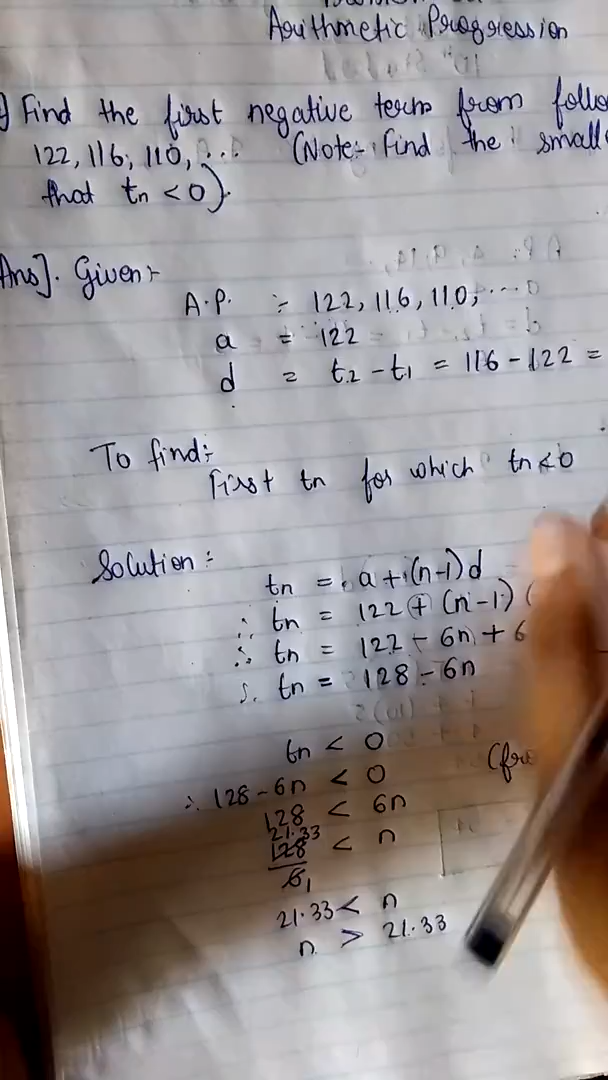 Arithmetic Progression
Find the first negative term from
122, 116, 110, ... (Note:- Find the
that tn < 0).
Ans]. Given:-
A.P. :- 122, 116, 110, ...
a = 122
d = t2 - t1 = 116 - 122 =
To find:-
First tn for which tn < 0
Solution:-
tn = a + (n-1)d
∴ tn = 122 + (n-1) (
∴ tn = 122 - 6n + 6
∴ tn = 128 - 6n
tn < 0
∴ 128 - 6n < 0
128 < 6n
21.33
128 < n
6 1
21.33 < n
n > 21.33